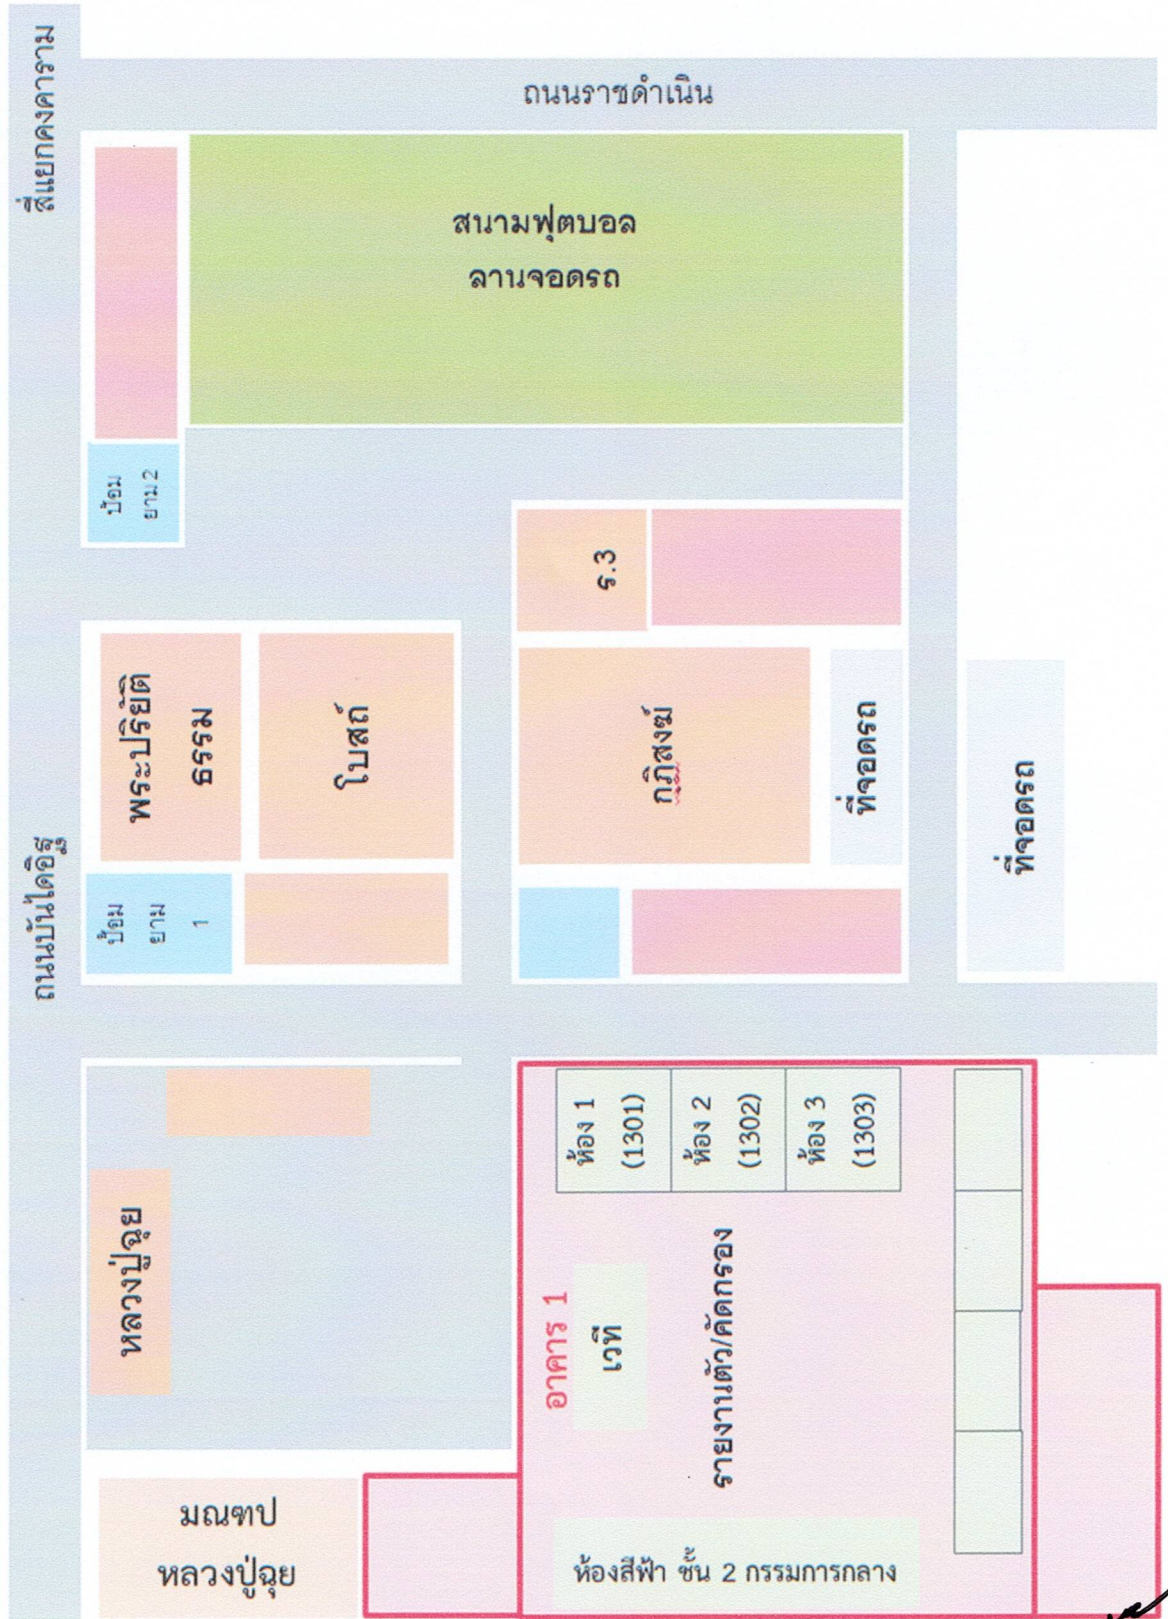 สี่แยกคงคาราม
ถนนราชดำเนิน
สนามฟุตบอล
ลานจอดรถ
ป้อม
ยาม 2
ถนนบันไดอิฐ
พระปริยัติ
ธรรม
โบสถ์
ร.3
กฏิสงฆ์
ที่จอดรถ
ที่จอดรถ
ป้อม
ยาม
1
หลวงปู่ฉุย
มณฑป
หลวงปู่ฉุย
อาคาร 1
เวที
รายงานตัว/คัดกรอง
ห้อง 1
(1301)
ห้อง 2
(1302)
ห้อง 3
(1303)
ห้องสีฟ้า ชั้น 2 กรรมการกลาง